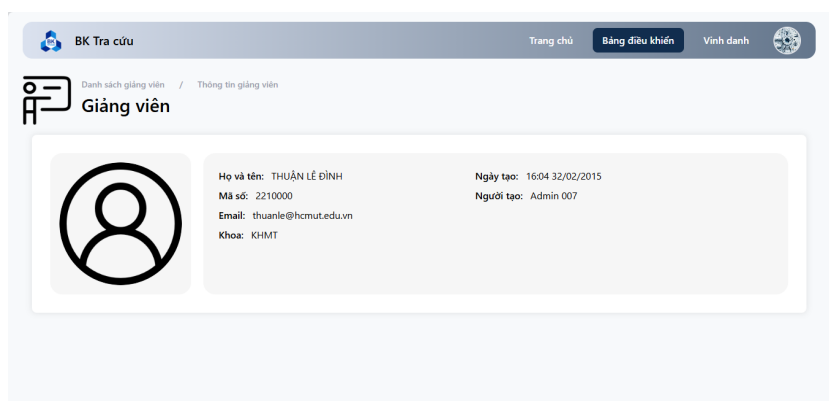 BK Tra cứu
Trang chủ
Bảng điều khiển
Vinh danh
Danh sách giảng viên / Thông tin giảng viên
Giảng viên
Họ và tên: THUẬN LÊ ĐÌNH
Mã số: 2210000
Email: thuanle@hcmut.edu.vn
Khoa: KHMT
Ngày tạo: 16:04 32/02/2015
Người tạo: Admin 007